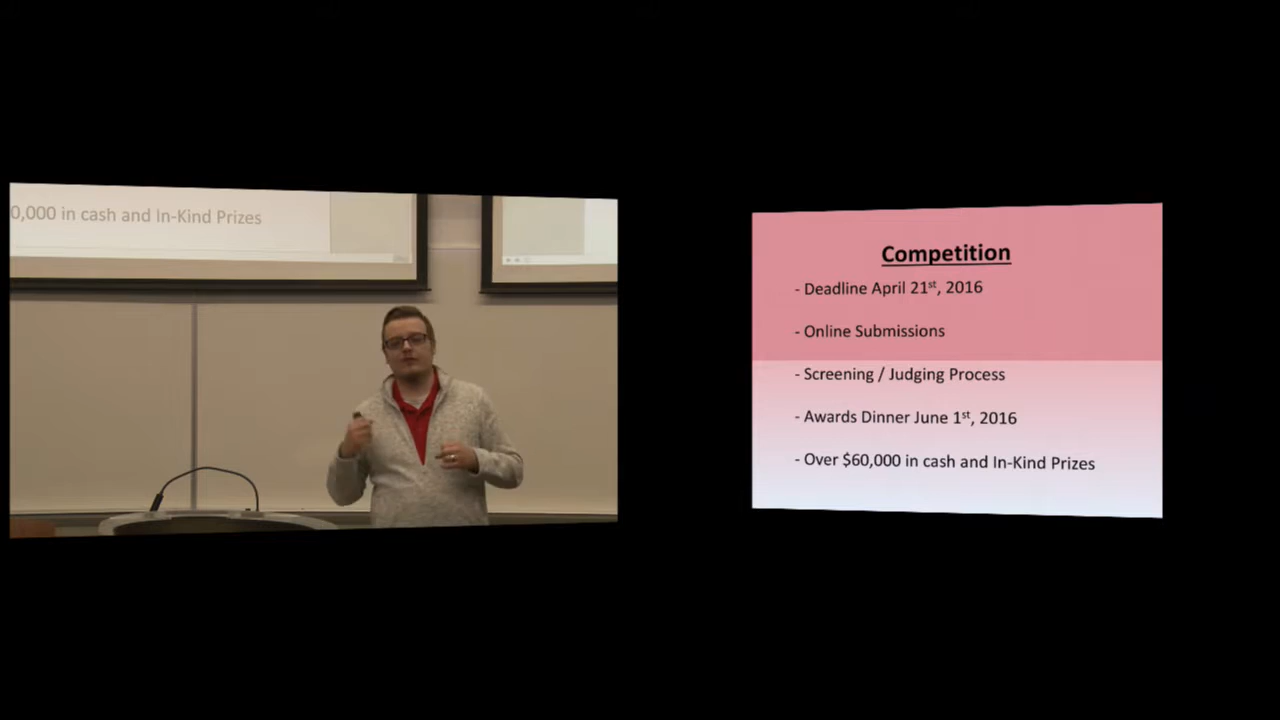 0,000 in cash and In-Kind Prizes
Competition
- Deadline April 21st, 2016
- Online Submissions
- Screening / Judging Process
- Awards Dinner June 1st, 2016
- Over $60,000 in cash and In-Kind Prizes